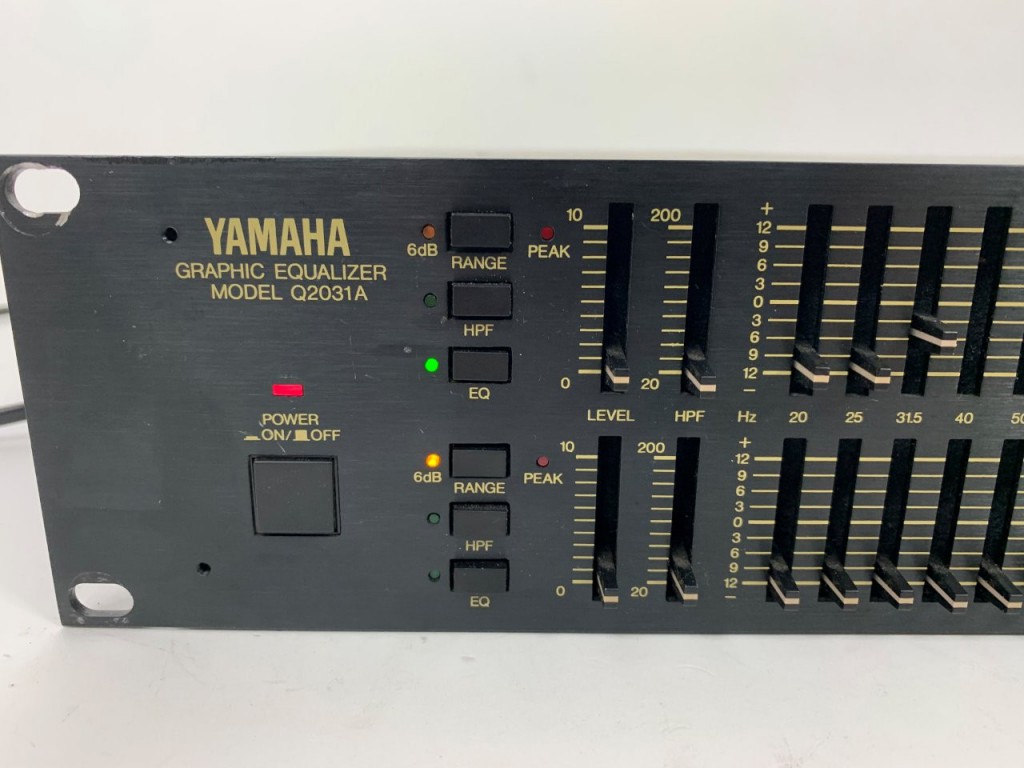 YAMAHA
GRAPHIC EQUALIZER
MODEL Q2031A
POWER
ON/ OFF
6dB
RANGE
HPF
EQ
PEAK
10
0
LEVEL
200
20
HPF
+
12
9
6
3
0
3
6
9
12
−
Hz 20 25 31.5 40 50
6dB
RANGE
HPF
EQ
PEAK
10
0
200
20
+
12
9
6
3
0
3
6
9
12
−